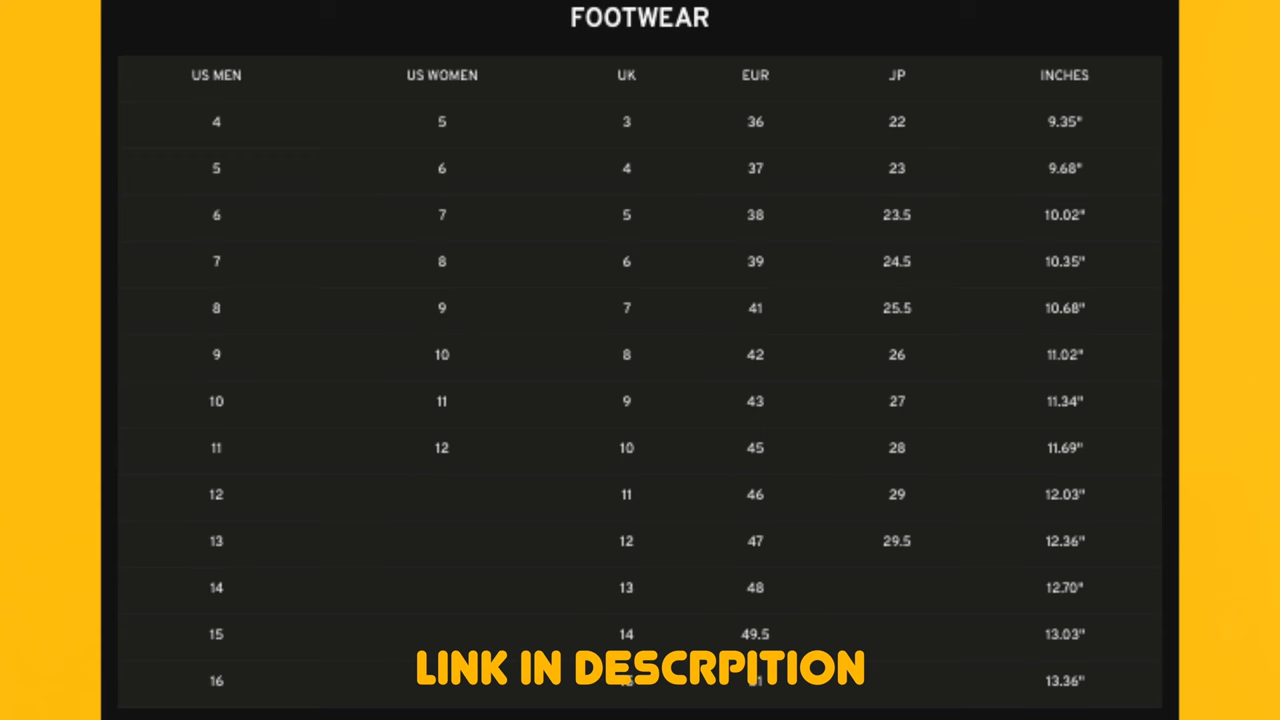 FOOTWEAR
US MEN US WOMEN UK EUR JP INCHES
4 5 3 36 22 9.35"
5 6 4 37 23 9.68"
6 7 5 38 23.5 10.02"
7 8 6 39 24.5 10.35"
8 9 7 41 25.5 10.68"
9 10 8 42 26 11.02"
10 11 9 43 27 11.34"
11 12 10 45 28 11.69"
12 11 46 29 12.03"
13 12 47 29.5 12.36"
14 13 48 12.70"
15 14 49.5 13.03"
LINK IN DESCRPITION
16 13.36"